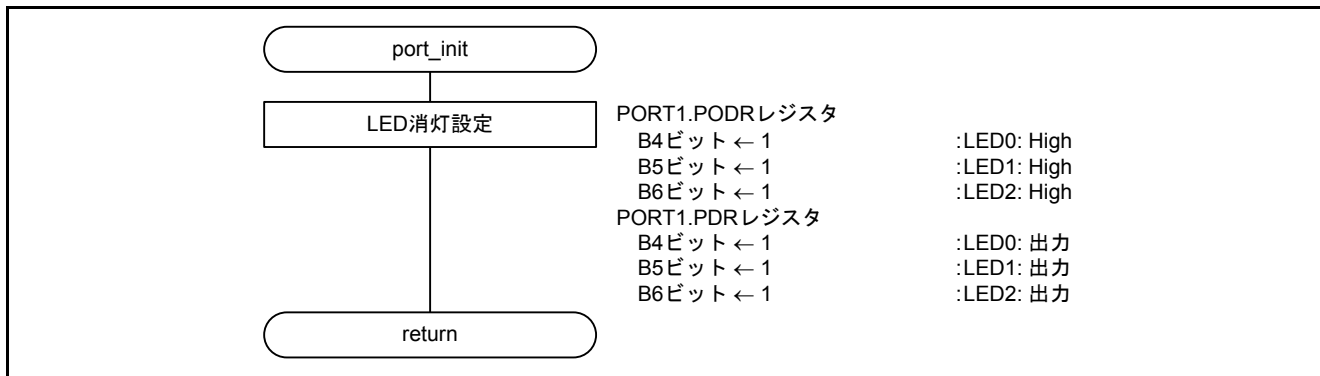 port_init
LED消灯設定
PORT1.PODRレジスタ
B4ビット ← 1 :LED0: High
B5ビット ← 1 :LED1: High
B6ビット ← 1 :LED2: High
PORT1.PDRレジスタ
B4ビット ← 1 :LED0: 出力
B5ビット ← 1 :LED1: 出力
B6ビット ← 1 :LED2: 出力
return